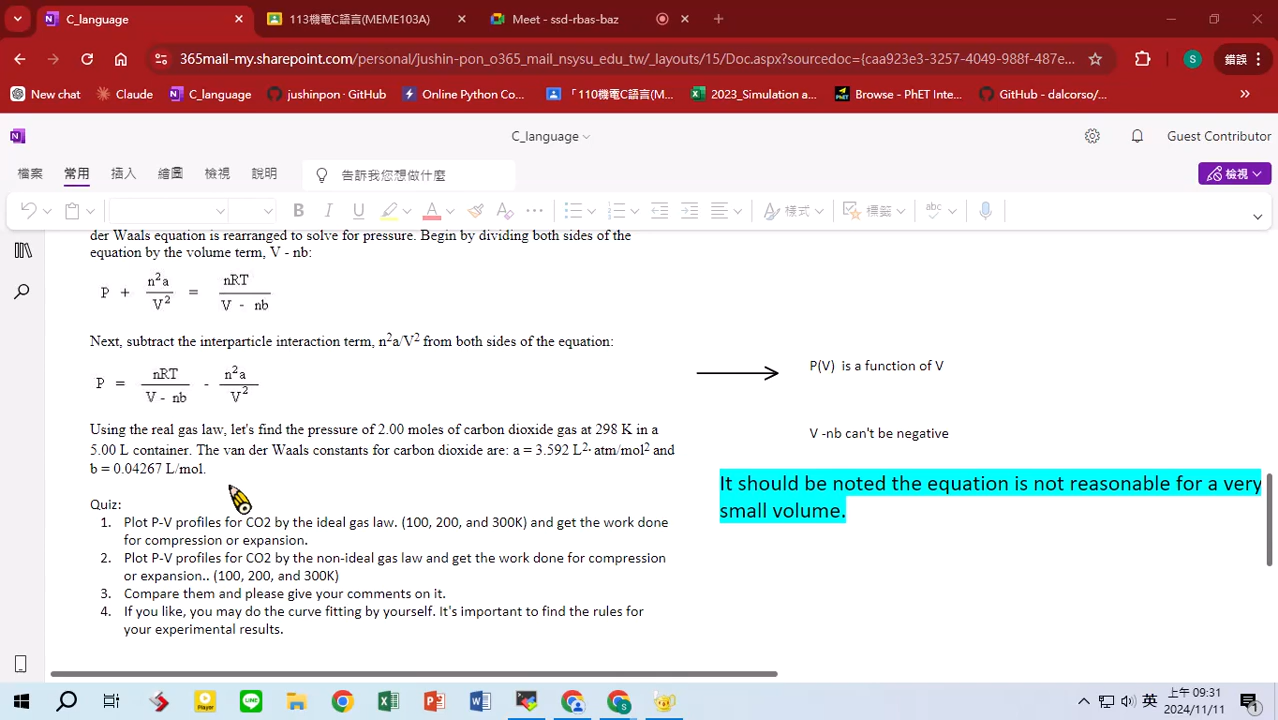 C_language
113機電C語言(MEME103A)
Meet - ssd-rbas-baz
365mail-my.sharepoint.com/personal/jushin-pon_o365_mail_nsysu_edu_tw/_layouts/15/Doc.aspx?sourcedoc={caa923e3-3257-4049-988f-487e...
S
錯誤
New chart
Claude
C_language
jushinpon · GitHub
Online Python Co...
「110機電C語言(M...
2023_Simulation a...
Browse - PhET Inte...
GitHub - dalcorso/...
C_language
Guest Contributor
檔案 常用 插入 繪圖 檢視 說明
告訴我您想做什麼
檢視
B I U A
樣式
標籤
abc
der Waals equation is rearranged to solve for pressure. Begin by dividing both sides of the
equation by the volume term, V - nb:
P + n²a / V² = nRT / V - nb
Next, subtract the interparticle interaction term, n²a/V² from both sides of the equation:
P = nRT / V - nb - n²a / V²
P(V) is a function of V
Using the real gas law, let's find the pressure of 2.00 moles of carbon dioxide gas at 298 K in a
5.00 L container. The van der Waals constants for carbon dioxide are: a = 3.592 L²· atm/mol² and
b = 0.04267 L/mol.
V -nb can't be negative
It should be noted the equation is not reasonable for a very
small volume.
Quiz:
1. Plot P-V profiles for CO2 by the ideal gas law. (100, 200, and 300K) and get the work done
for compression or expansion.
2. Plot P-V profiles for CO2 by the non-ideal gas law and get the work done for compression
or expansion.. (100, 200, and 300K)
3. Compare them and please give your comments on it.
4. If you like, you may do the curve fitting by yourself. It's important to find the rules for
your experimental results.
Player
LINE
英
上午 09:31
2024/11/11
1